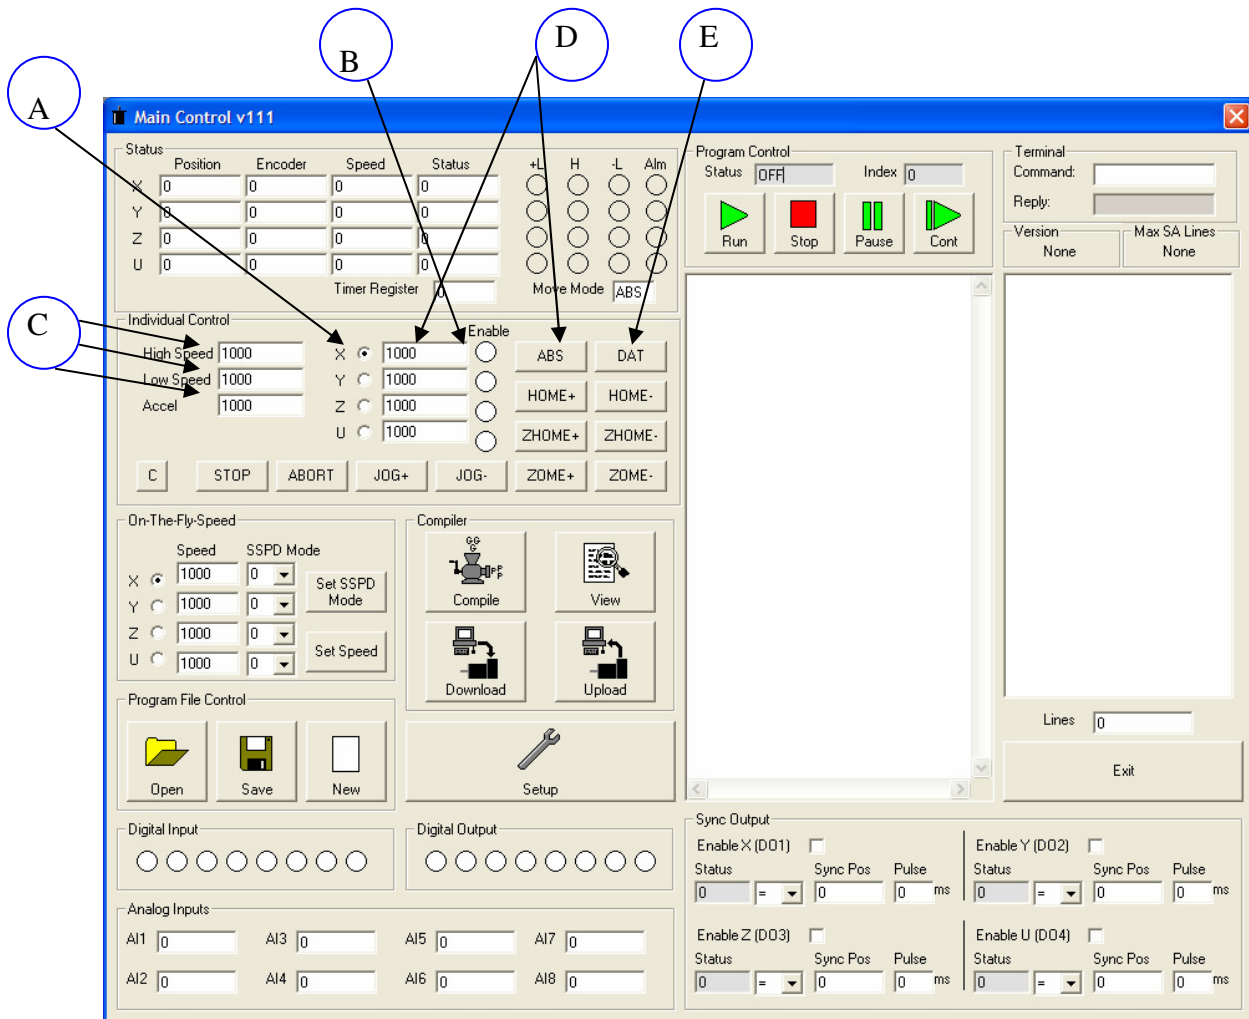 A
B
D
E
C
Main Control v111
Status
Position Encoder Speed Status +L H -L Alm
X 0 0 0 0
Y 0 0 0 0
Z 0 0 0 0
U 0 0 0 0
Timer Register 0 Move Mode ABS
Program Control
Status OFF Index 0
Run Stop Pause Cont
Terminal
Command:
Reply:
Version
None
Max SA Lines
None
Individual Control
Enable
High Speed 1000
Low Speed 1000
Accel 1000
X 1000
Y 1000
Z 1000
U 1000
ABS DAT
HOME+ HOME-
ZHOME+ ZHOME-
C STOP ABORT JOG+ JOG- ZOME+ ZOME-
On-The-Fly-Speed
Speed SSPD Mode
X 1000 0
Y 1000 0
Z 1000 0
U 1000 0
Set SSPD
Mode
Set Speed
Compiler
GG
G
PP
P
Compile View
Download Upload
Program File Control
Open Save New
Setup
Lines 0
Exit
Digital Input
Digital Output
Analog Inputs
AI1 0 AI3 0 AI5 0 AI7 0
AI2 0 AI4 0 AI6 0 AI8 0
Sync Output
Enable X (DO1)
Status Sync Pos Pulse
0 = 0 0 ms
Enable Y (DO2)
Status Sync Pos Pulse
0 = 0 0 ms
Enable Z (DO3)
Status Sync Pos Pulse
0 = 0 0 ms
Enable U (DO4)
Status Sync Pos Pulse
0 = 0 0 ms